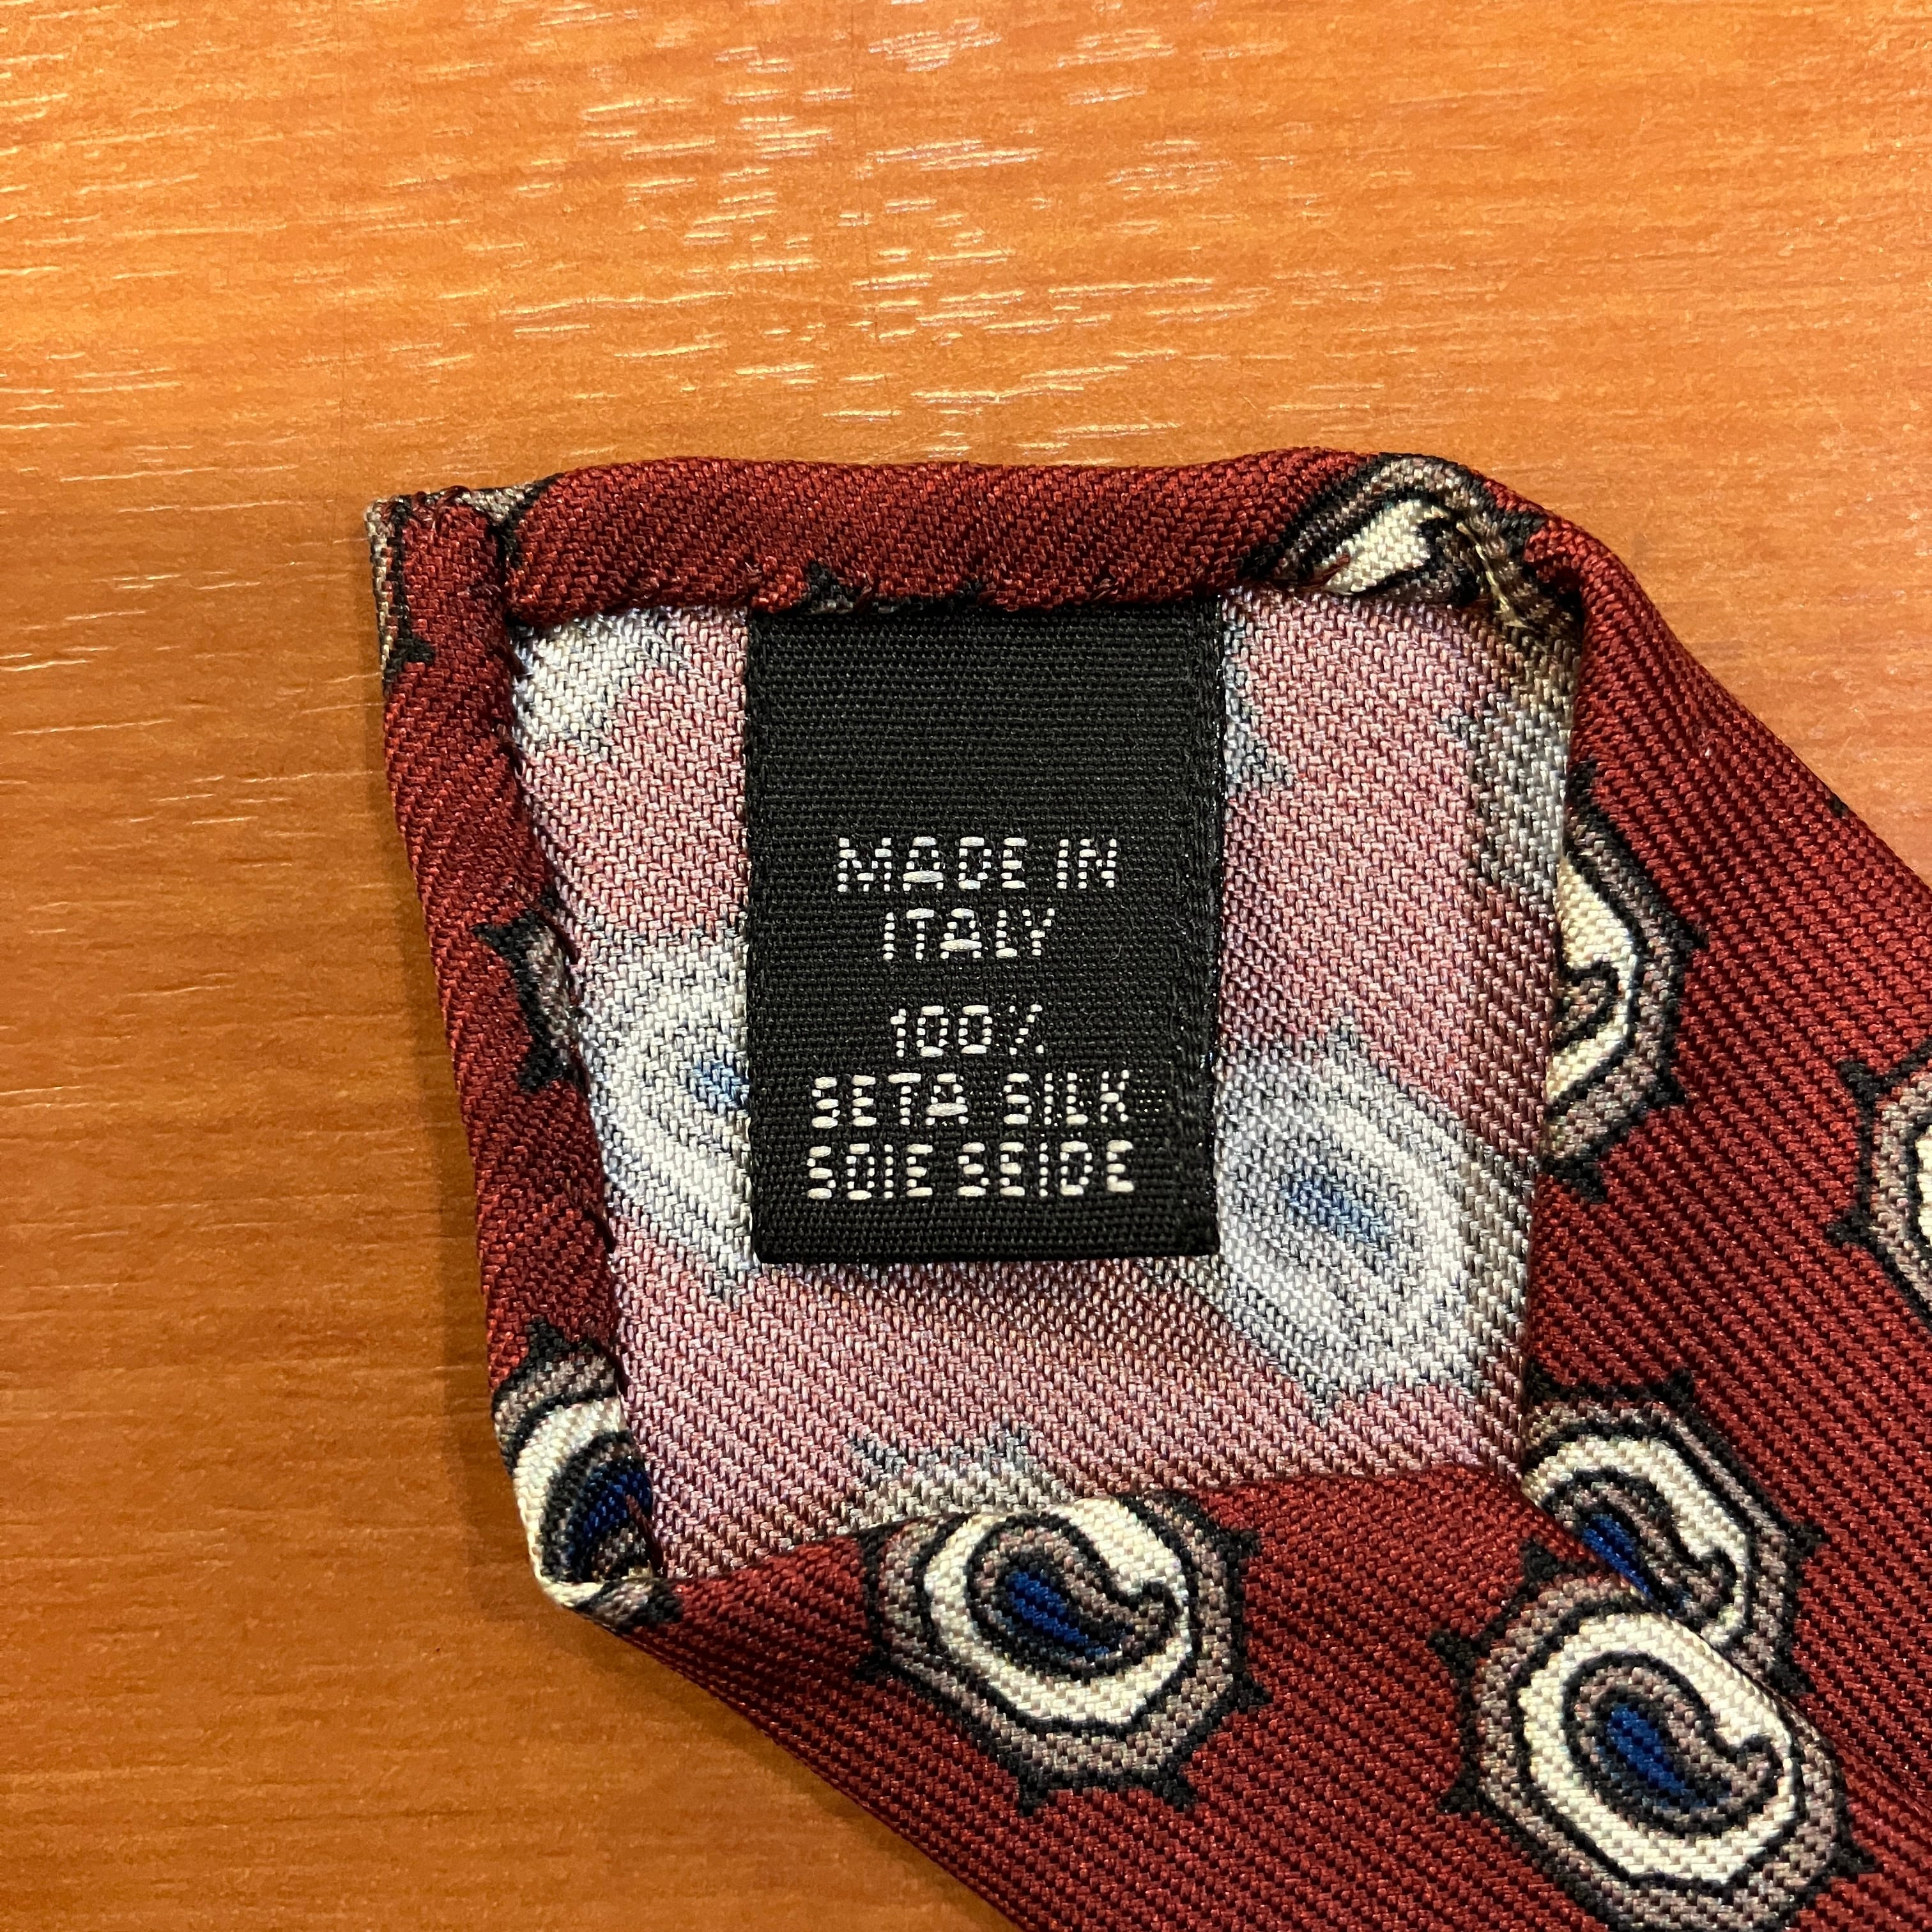 MADE IN
ITALY
100%
SETA SILK
SOIE SEIDE